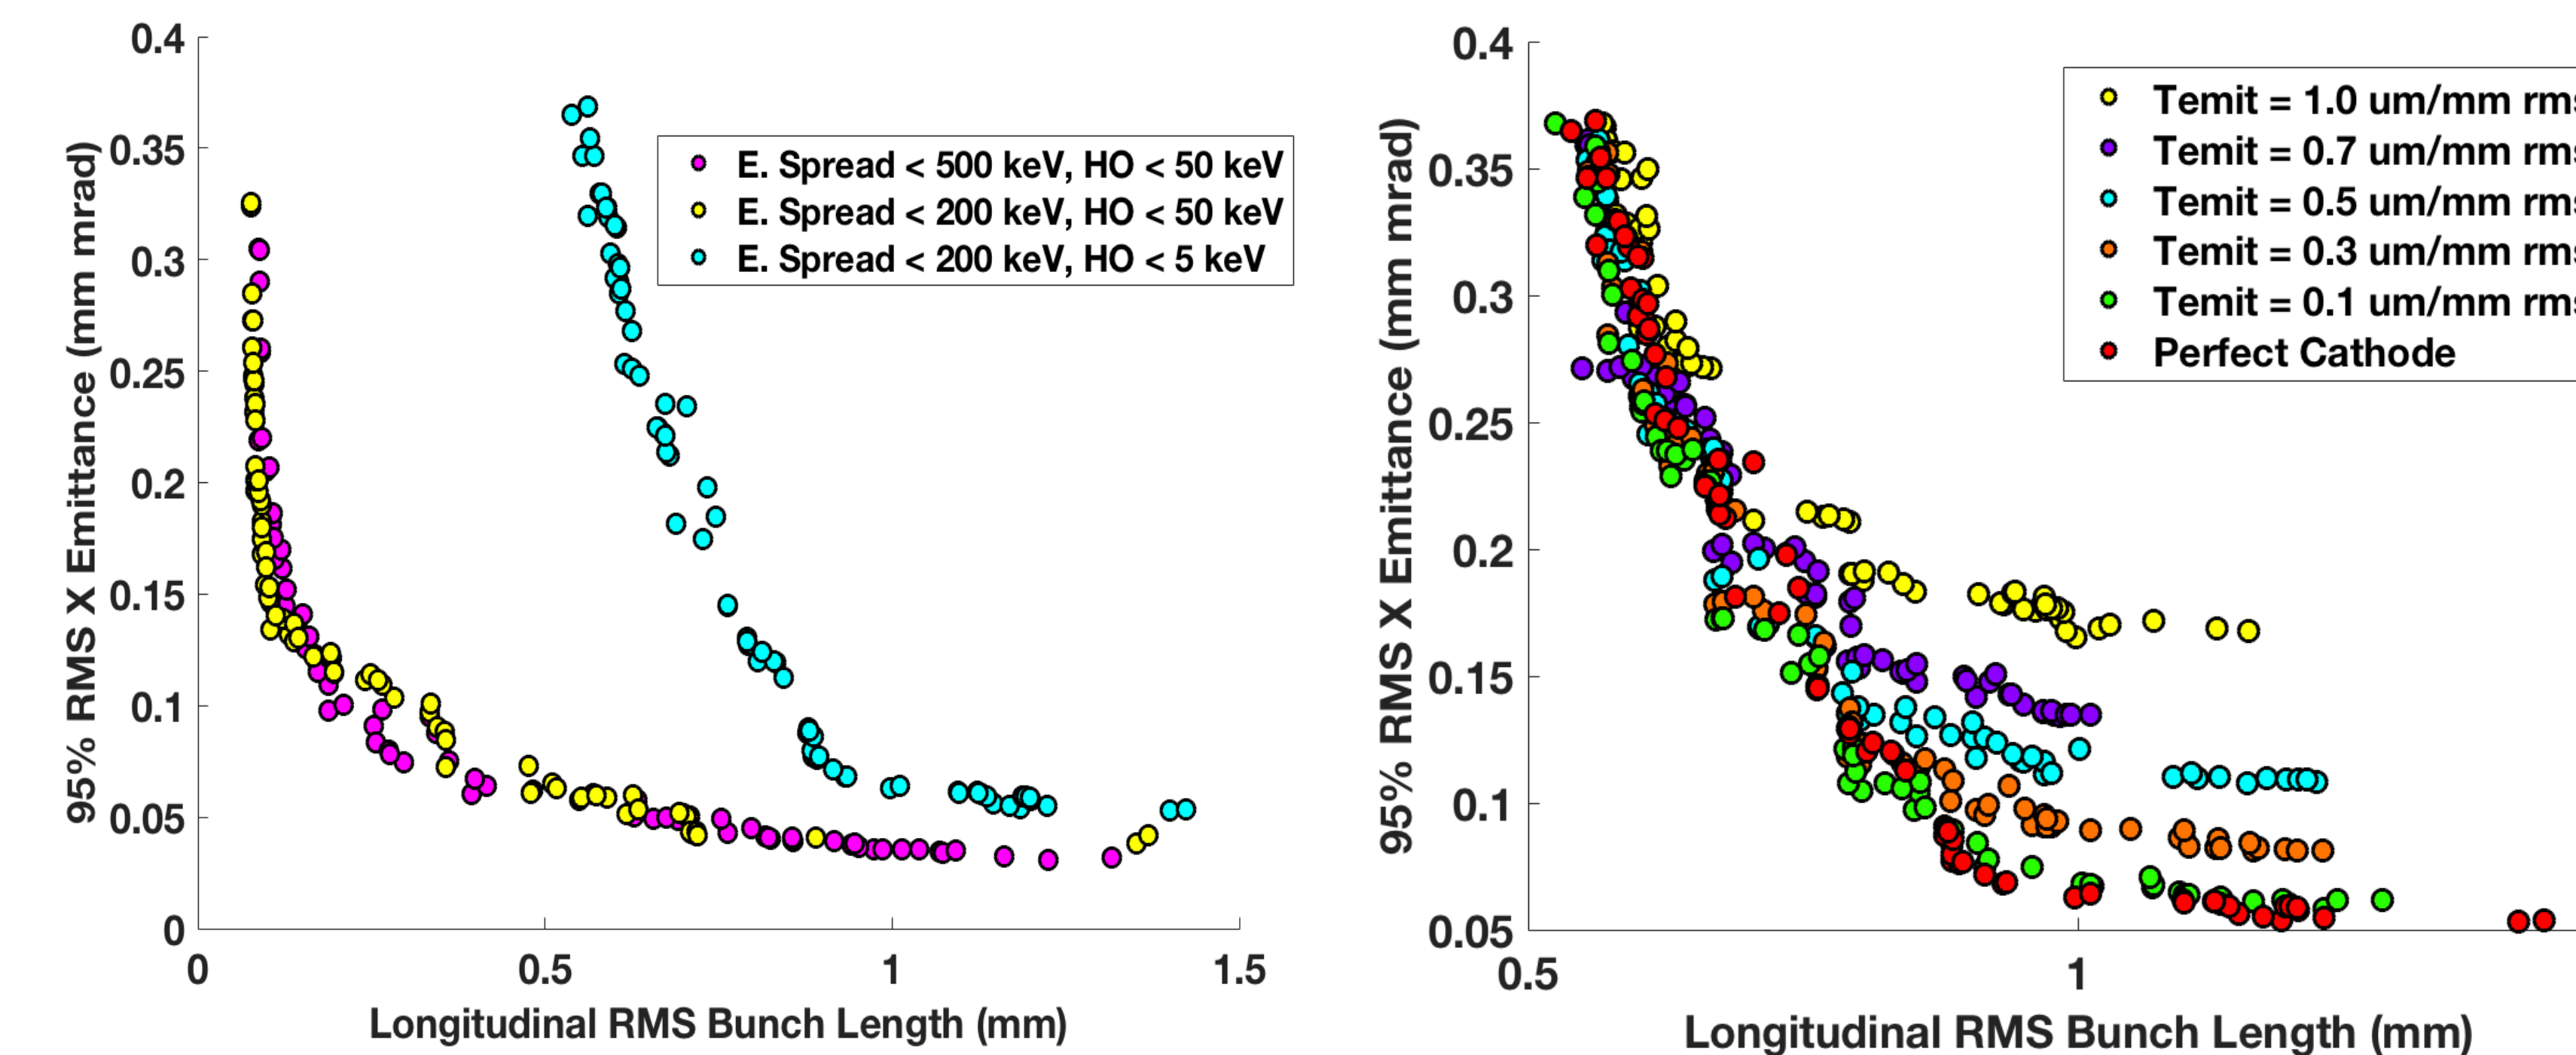 0.4
0.35
0.3
0.25
0.2
0.15
0.1
0.05
0
95% RMS X Emittance (mm mrad)
E. Spread < 500 keV, HO < 50 keV
E. Spread < 200 keV, HO < 50 keV
E. Spread < 200 keV, HO < 5 keV
0 0.5 1 1.5
Longitudinal RMS Bunch Length (mm)
0.4
0.35
0.3
0.25
0.2
0.15
0.1
0.05
95% RMS X Emittance (mm mrad)
Temit = 1.0 um/mm rms
Temit = 0.7 um/mm rms
Temit = 0.5 um/mm rms
Temit = 0.3 um/mm rms
Temit = 0.1 um/mm rms
Perfect Cathode
0.5 1
Longitudinal RMS Bunch Length (mm)